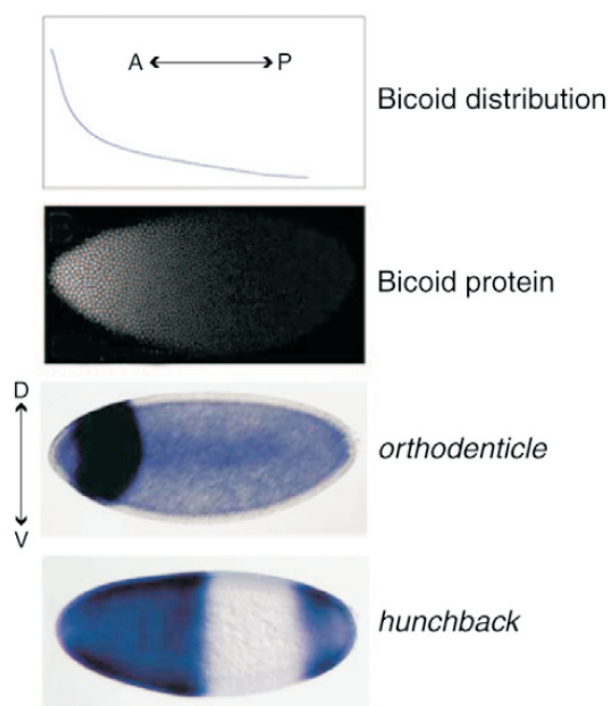 A P
Bicoid distribution
B
Bicoid protein
D
orthodenticle
V
hunchback